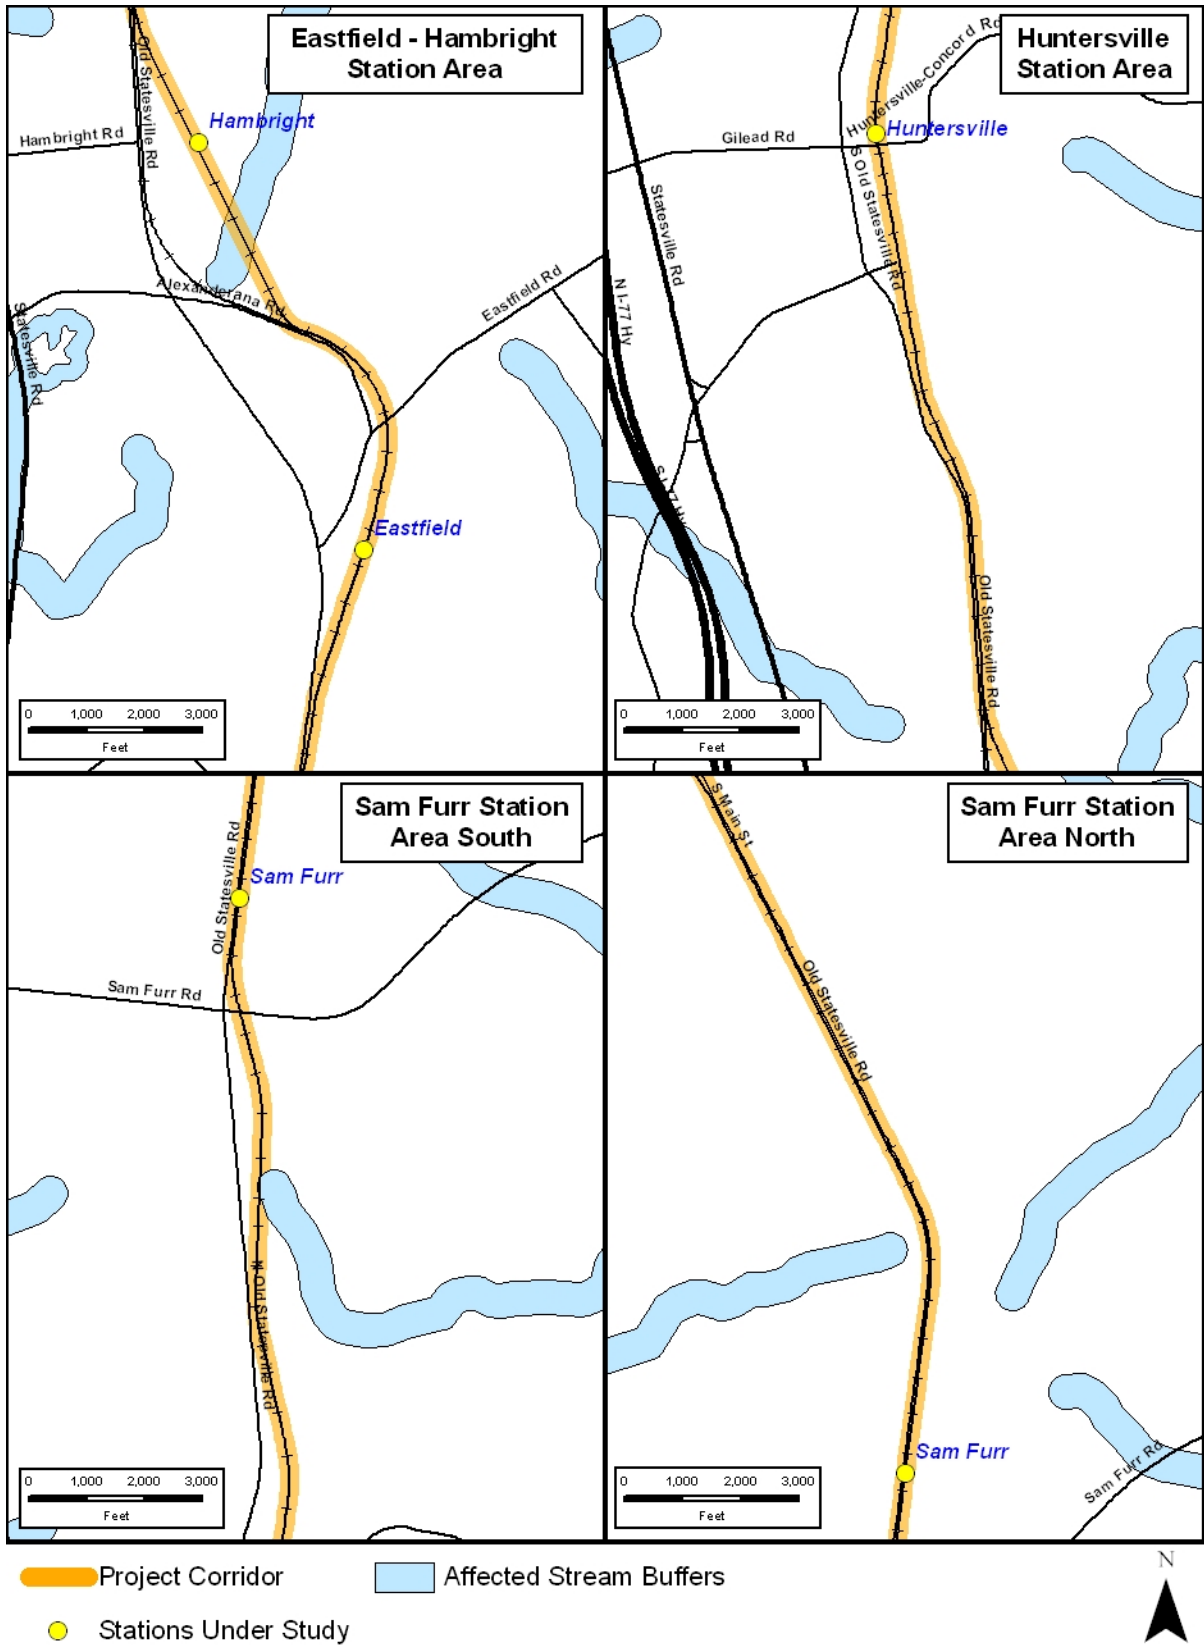 Eastfield - Hambright
Station Area
Old Statesville Rd
Hambright Rd
Hambright
Alexanderana Rd
Eastfield Rd
Statesville Rd
Eastfield
0 1,000 2,000 3,000
Feet
Huntersville
Station Area
Huntersville-Concord Rd
Gilead Rd
Huntersville
S Old Statesville Rd
Statesville Rd
N I-77 Hy
S I-77 Hy
Old Statesville Rd
0 1,000 2,000 3,000
Feet
Sam Furr Station
Area South
Old Statesville Rd
Sam Furr
Sam Furr Rd
N Old Statesville Rd
0 1,000 2,000 3,000
Feet
Sam Furr Station
Area North
S Main St
Old Statesville Rd
Sam Furr
Sam Furr Rd
0 1,000 2,000 3,000
Feet
Project Corridor
Affected Stream Buffers
Stations Under Study
N